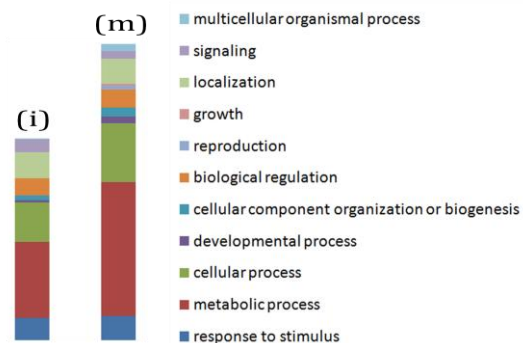 (i)
(m)
multicellular organismal process
signaling
localization
growth
reproduction
biological regulation
cellular component organization or biogenesis
developmental process
cellular process
metabolic process
response to stimulus